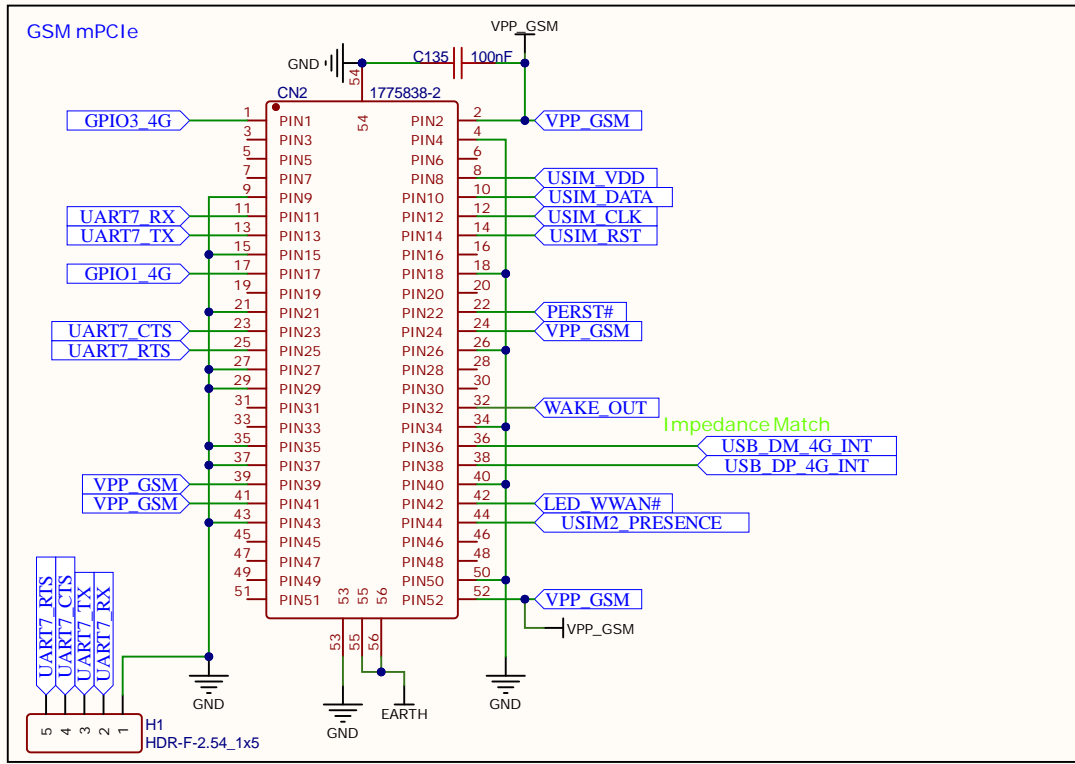 GSM mPCIe
VPP_GSM
GND
54
C135
100nF
CN2
1775838-2
54
GPIO3_4G 1 PIN1 PIN2 2 VPP_GSM
3 PIN3 PIN4 4
5 PIN5 PIN6 6
7 PIN7 PIN8 8 USIM_VDD
9 PIN9 PIN10 10 USIM_DATA
UART7_RX 11 PIN11 PIN12 12 USIM_CLK
UART7_TX 13 PIN13 PIN14 14 USIM_RST
15 PIN15 PIN16 16
GPIO1_4G 17 PIN17 PIN18 18
19 PIN19 PIN20 20
21 PIN21 PIN22 22 PERST#
UART7_CTS 23 PIN23 PIN24 24 VPP_GSM
UART7_RTS 25 PIN25 PIN26 26
27 PIN27 PIN28 28
29 PIN29 PIN30 30
31 PIN31 PIN32 32 WAKE_OUT
Impedance Match
33 PIN33 PIN34 34
35 PIN35 PIN36 36 USB_DM_4G_INT
37 PIN37 PIN38 38 USB_DP_4G_INT
VPP_GSM 39 PIN39 PIN40 40
VPP_GSM 41 PIN41 PIN42 42 LED_WWAN#
43 PIN43 PIN44 44 USIM2_PRESENCE
45 PIN45 PIN46 46
47 PIN47 PIN48 48
49 PIN49 PIN50 50
51 PIN51 PIN52 52 VPP_GSM
53 55 56
53 55 56
VPP_GSM
UART7_RTS
UART7_CTS
UART7_TX
UART7_RX
GND
GND
EARTH
GND
5 4 3 2 1
H1
HDR-F-2.54_1x5